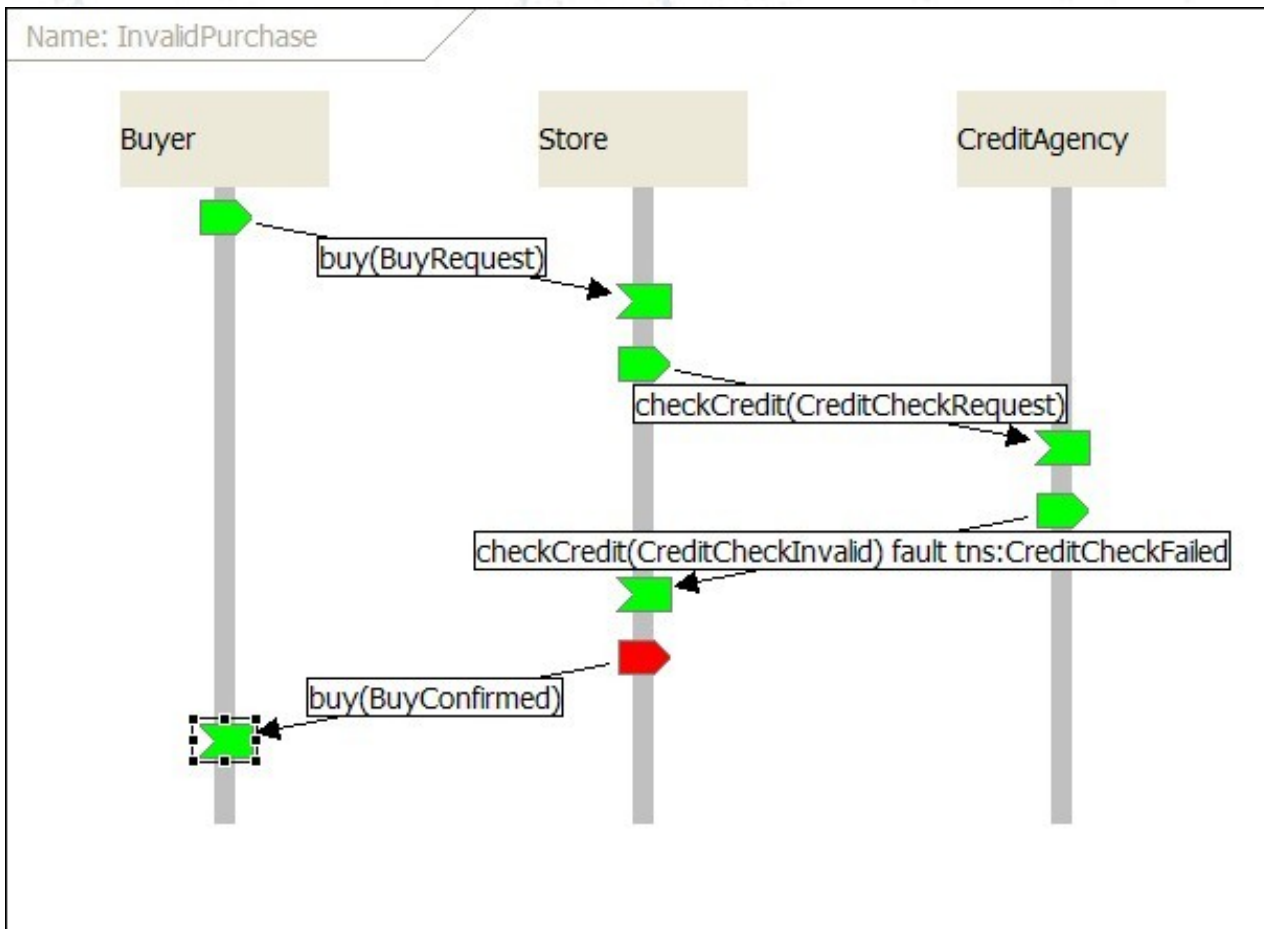 Name: InvalidPurchase
Buyer
Store
CreditAgency
buy(BuyRequest)
checkCredit(CreditCheckRequest)
checkCredit(CreditCheckInvalid) fault tns:CreditCheckFailed
buy(BuyConfirmed)